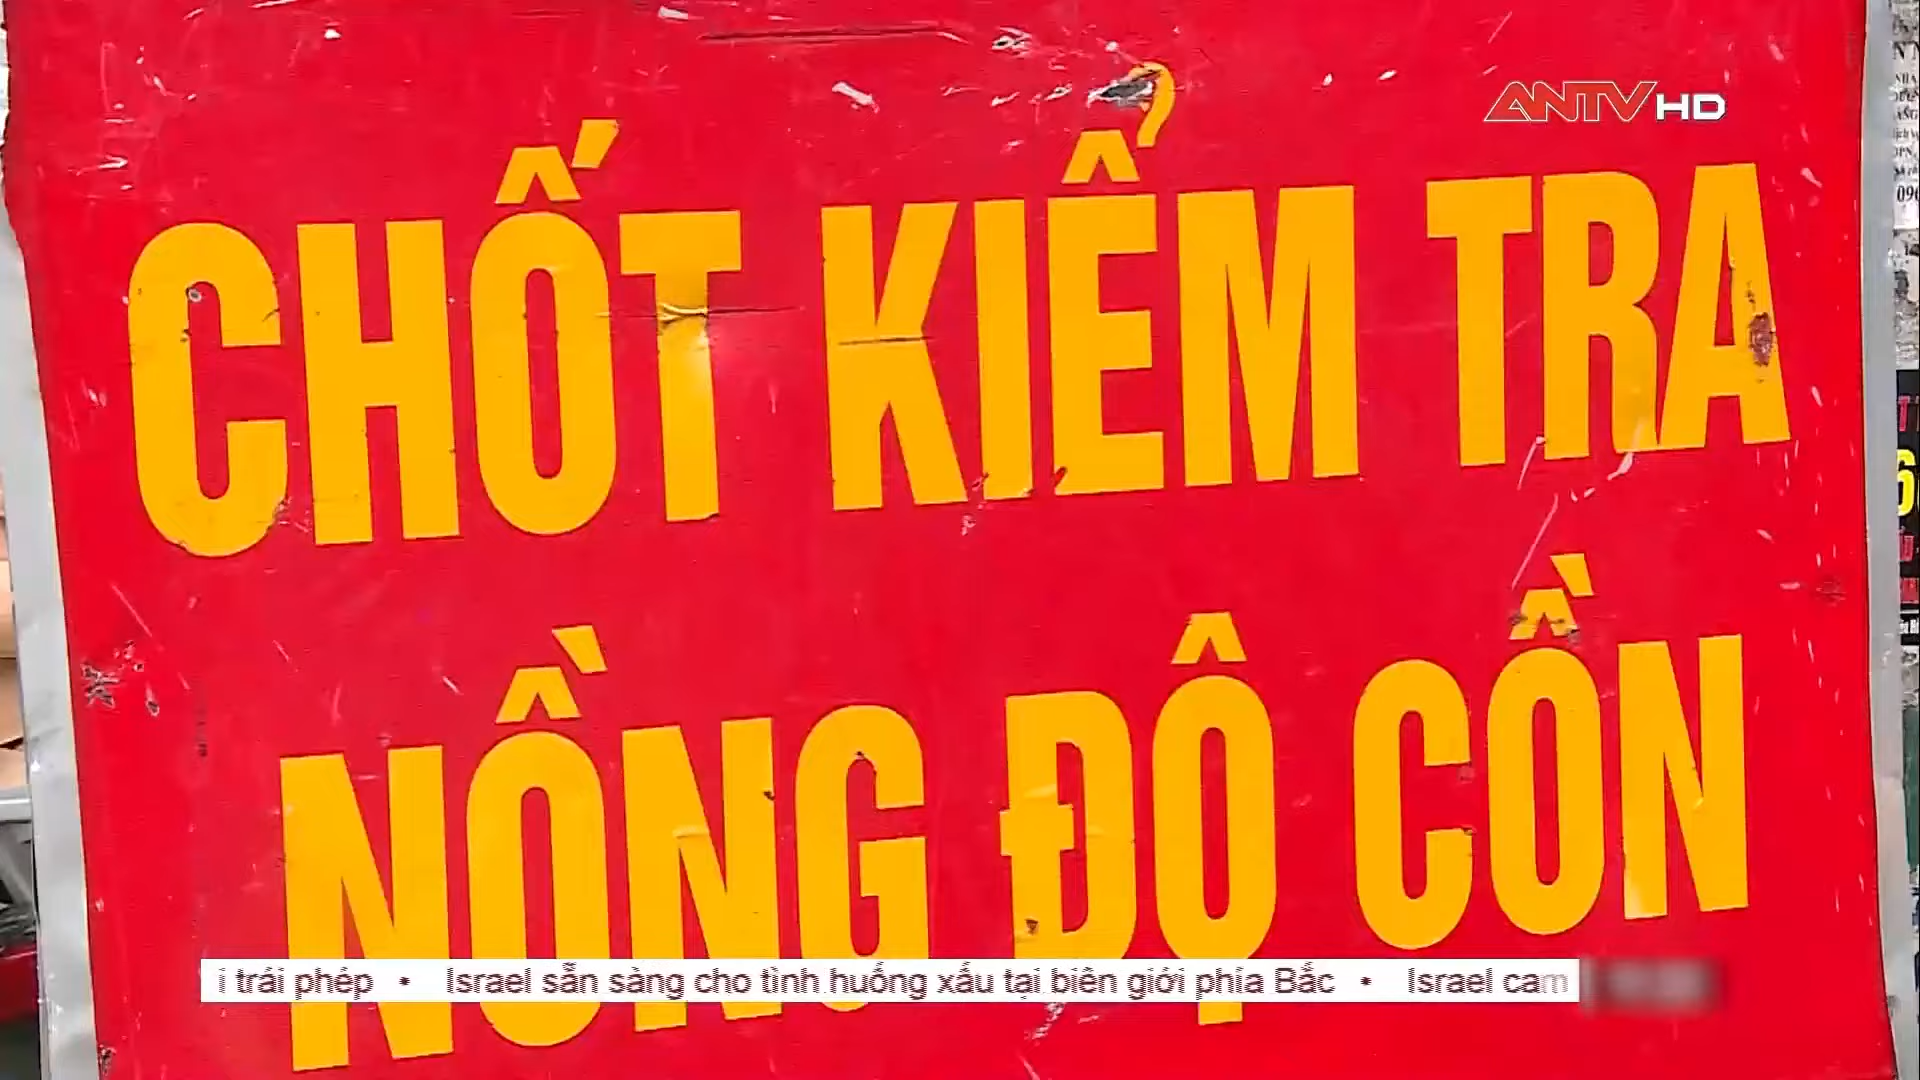 ANTV HD
CHỐT KIỂM TRA
NỒNG ĐỘ CỒN
i trái phép • Israel sẵn sàng cho tình huống xấu tại biên giới phía Bắc • Israel cam